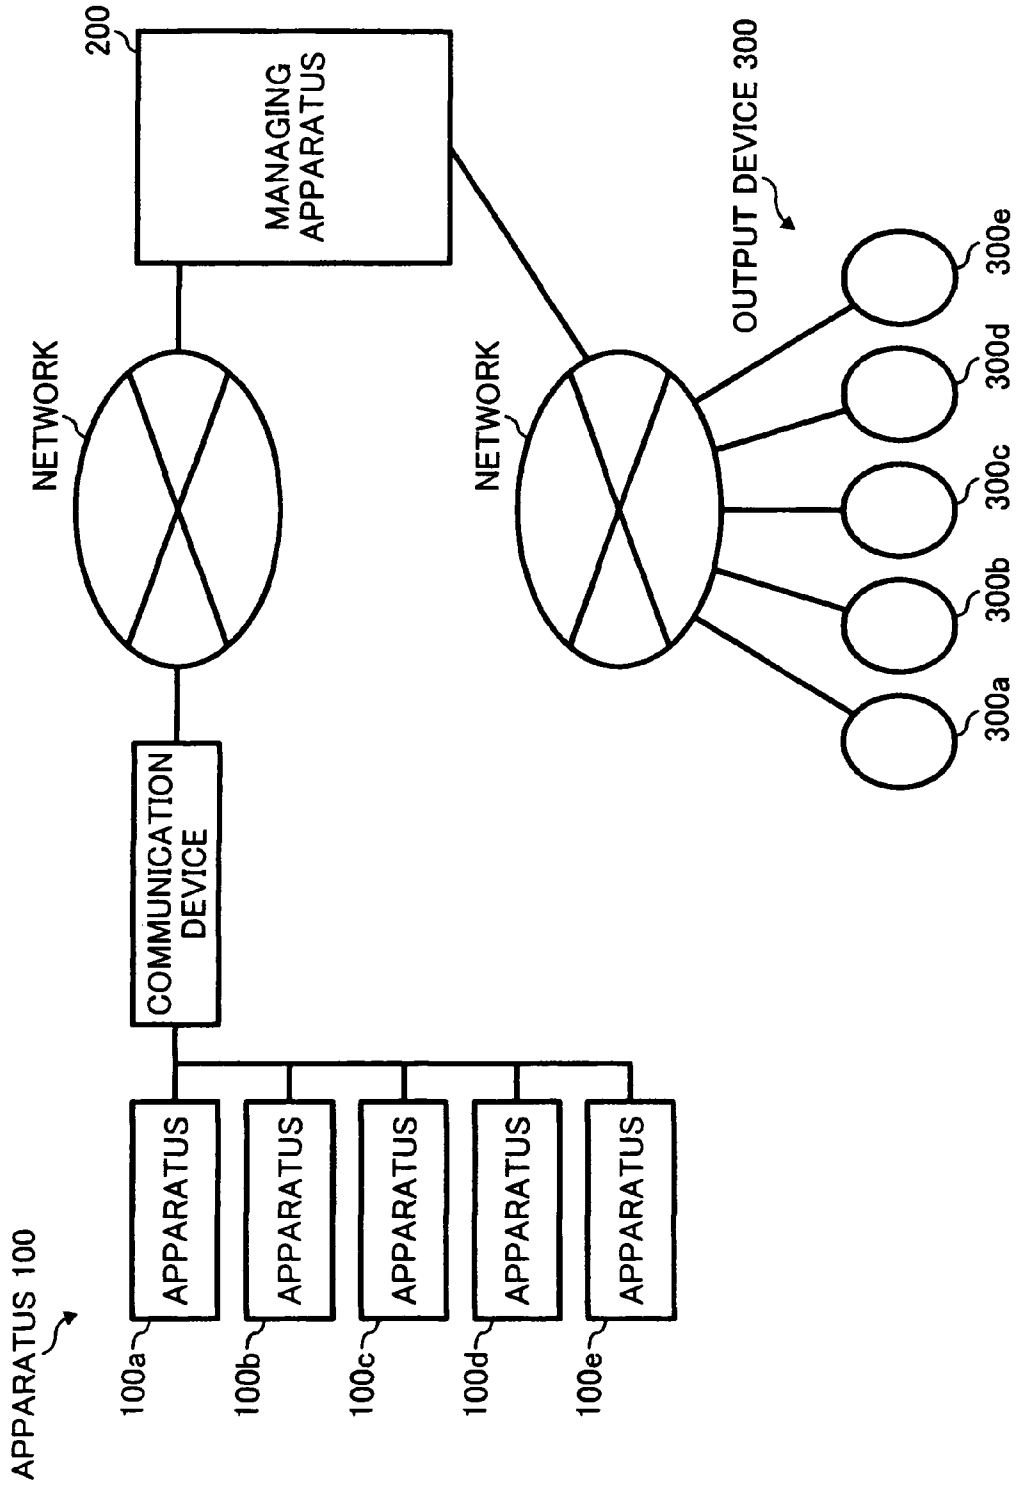 APPARATUS 100
100a
APPARATUS
100b
APPARATUS
100c
APPARATUS
100d
APPARATUS
100e
APPARATUS
COMMUNICATION
DEVICE
NETWORK
200
MANAGING
APPARATUS
NETWORK
OUTPUT DEVICE 300
300a
300b
300c
300d
300e